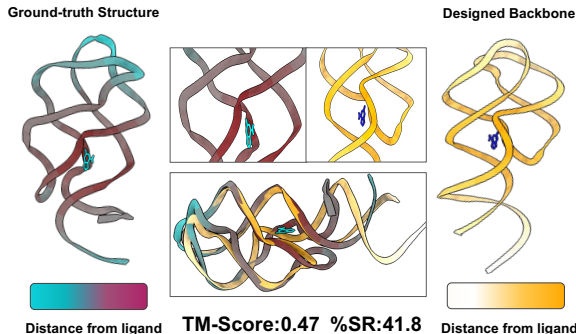 Ground-truth Structure
Designed Backbone
Distance from ligand
TM-Score:0.47 %SR:41.8
Distance from ligand